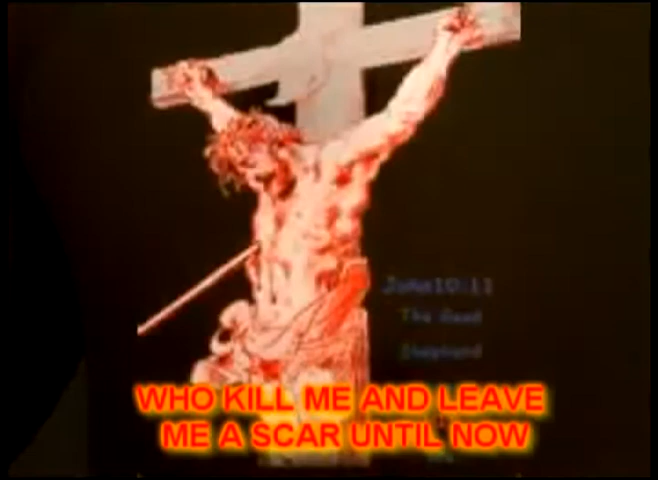 John10:11
The Good
Shepherd
WHO KILL ME AND LEAVE
ME A SCAR UNTIL NOW